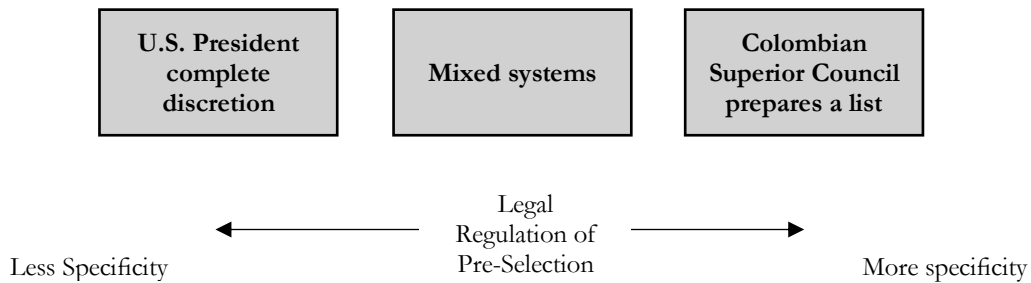 U.S. President
complete
discretion
Mixed systems
Colombian
Superior Council
prepares a list
Legal
Regulation of
Pre-Selection
Less Specificity
More specificity